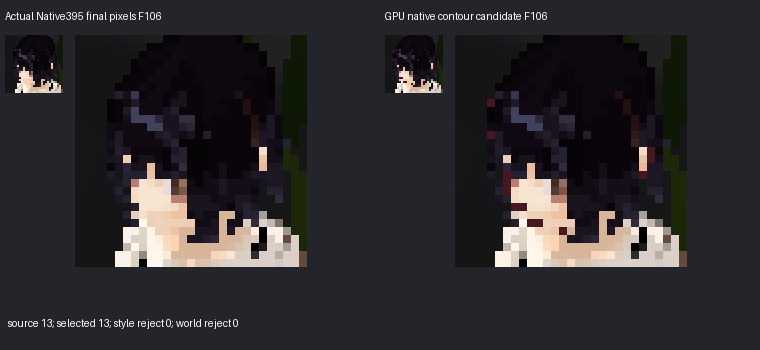 Actual Native395 final pixels F106
GPU native contour candidate F106
source 13; selected 13; style reject 0; world reject 0